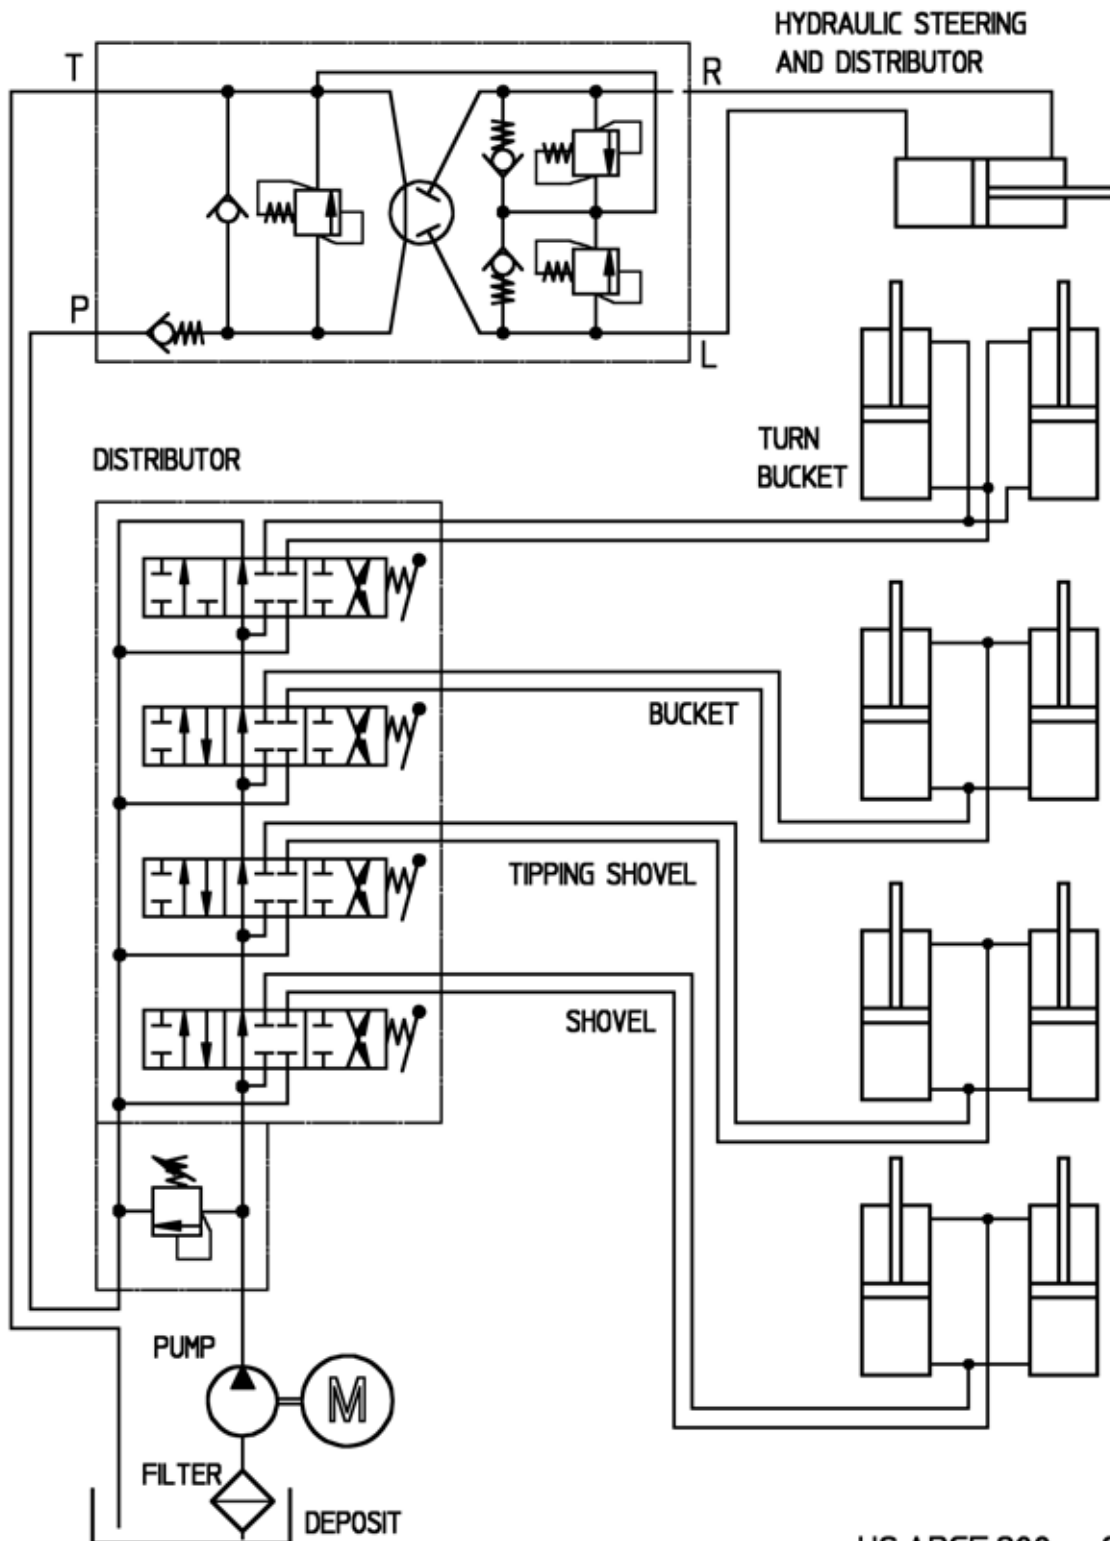 HYDRAULIC STEERING
AND DISTRIBUTOR
T
R
P
L
DISTRIBUTOR
TURN
BUCKET
BUCKET
TIPPING SHOVEL
SHOVEL
PUMP
M
FILTER
DEPOSIT